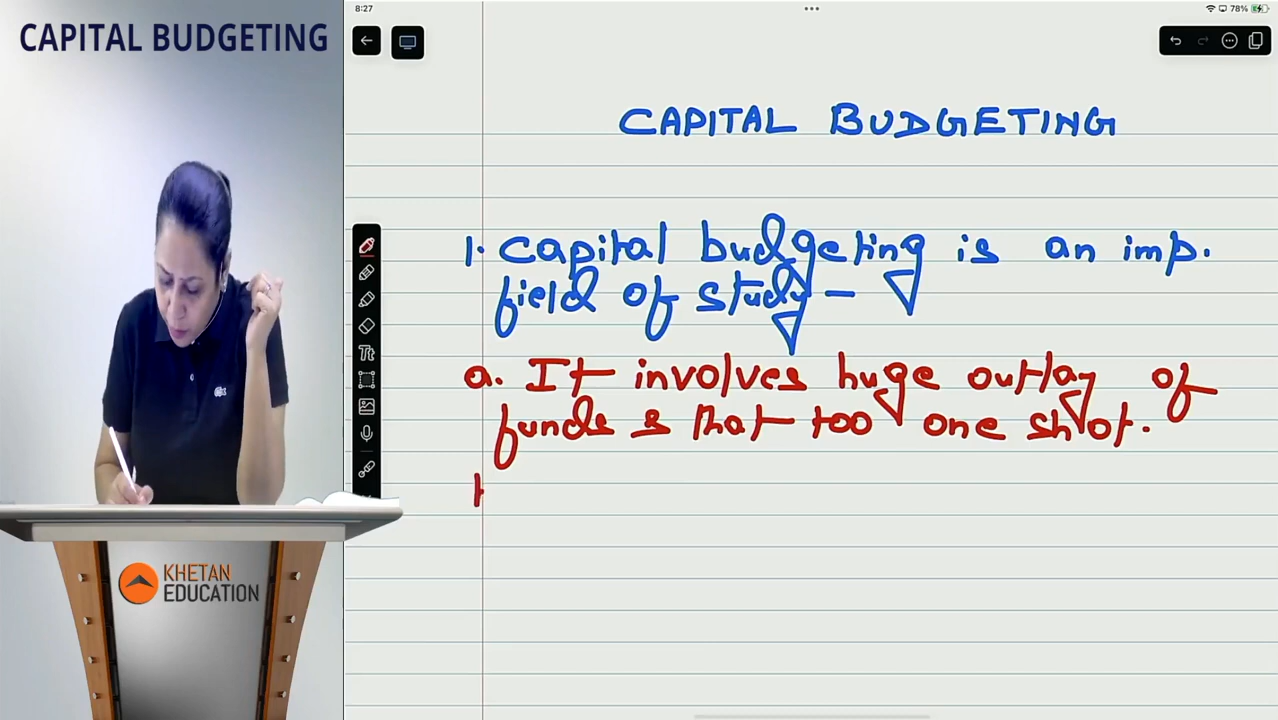 CAPITAL BUDGETING
8:27
78%
CAPITAL BUDGETING
1. Capital budgeting is an imp.
field of study –
a. It involves huge outlay of
funds & that too one shot.
Tt
KHETAN
EDUCATION